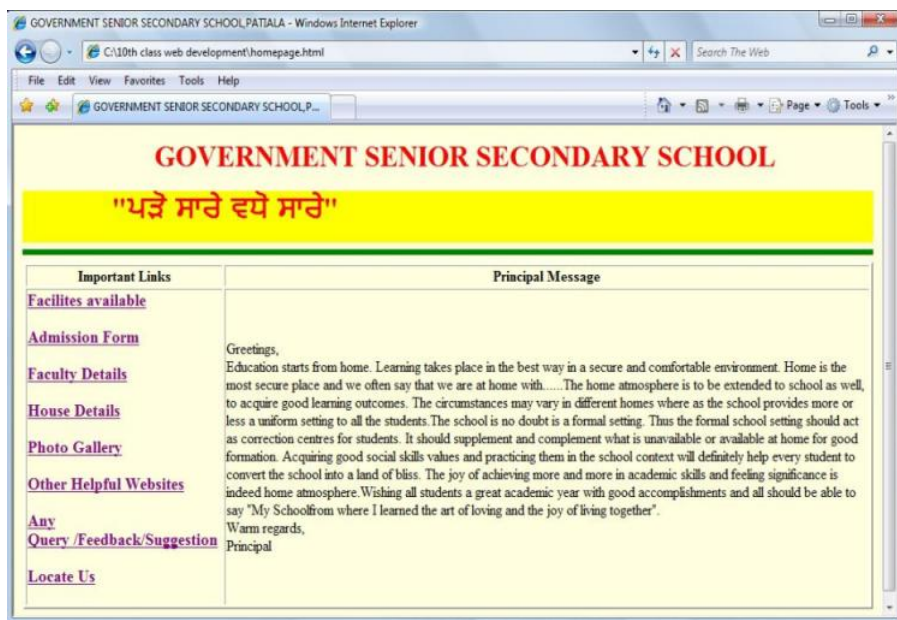 GOVERNMENT SENIOR SECONDARY SCHOOL,PATIALA - Windows Internet Explorer
C:\10th class web development\homepage.html
Search The Web
File Edit View Favorites Tools Help
GOVERNMENT SENIOR SECONDARY SCHOOL,P...
Page Tools
GOVERNMENT SENIOR SECONDARY SCHOOL
"ਪੜੋ ਸਾਰੇ ਵਧੋ ਸਾਰੇ"
Important Links
Facilites available
Admission Form
Faculty Details
House Details
Photo Gallery
Other Helpful Websites
Any
Query /Feedback/Suggestion
Locate Us
Principal Message
Greetings,
Education starts from home. Learning takes place in the best way in a secure and comfortable environment. Home is the
most secure place and we often say that we are at home with......The home atmosphere is to be extended to school as well,
to acquire good learning outcomes. The circumstances may vary in different homes where as the school provides more or
less a uniform setting to all the students.The school is no doubt is a formal setting. Thus the formal school setting should act
as correction centres for students. It should supplement and complement what is unavailable or available at home for good
formation. Acquiring good social skills values and practicing them in the school context will definitely help every student to
convert the school into a land of bliss. The joy of achieving more and more in academic skills and feeling significance is
indeed home atmosphere.Wishing all students a great academic year with good accomplishments and all should be able to
say "My Schoolfrom where I learned the art of loving and the joy of living together".
Warm regards,
Principal